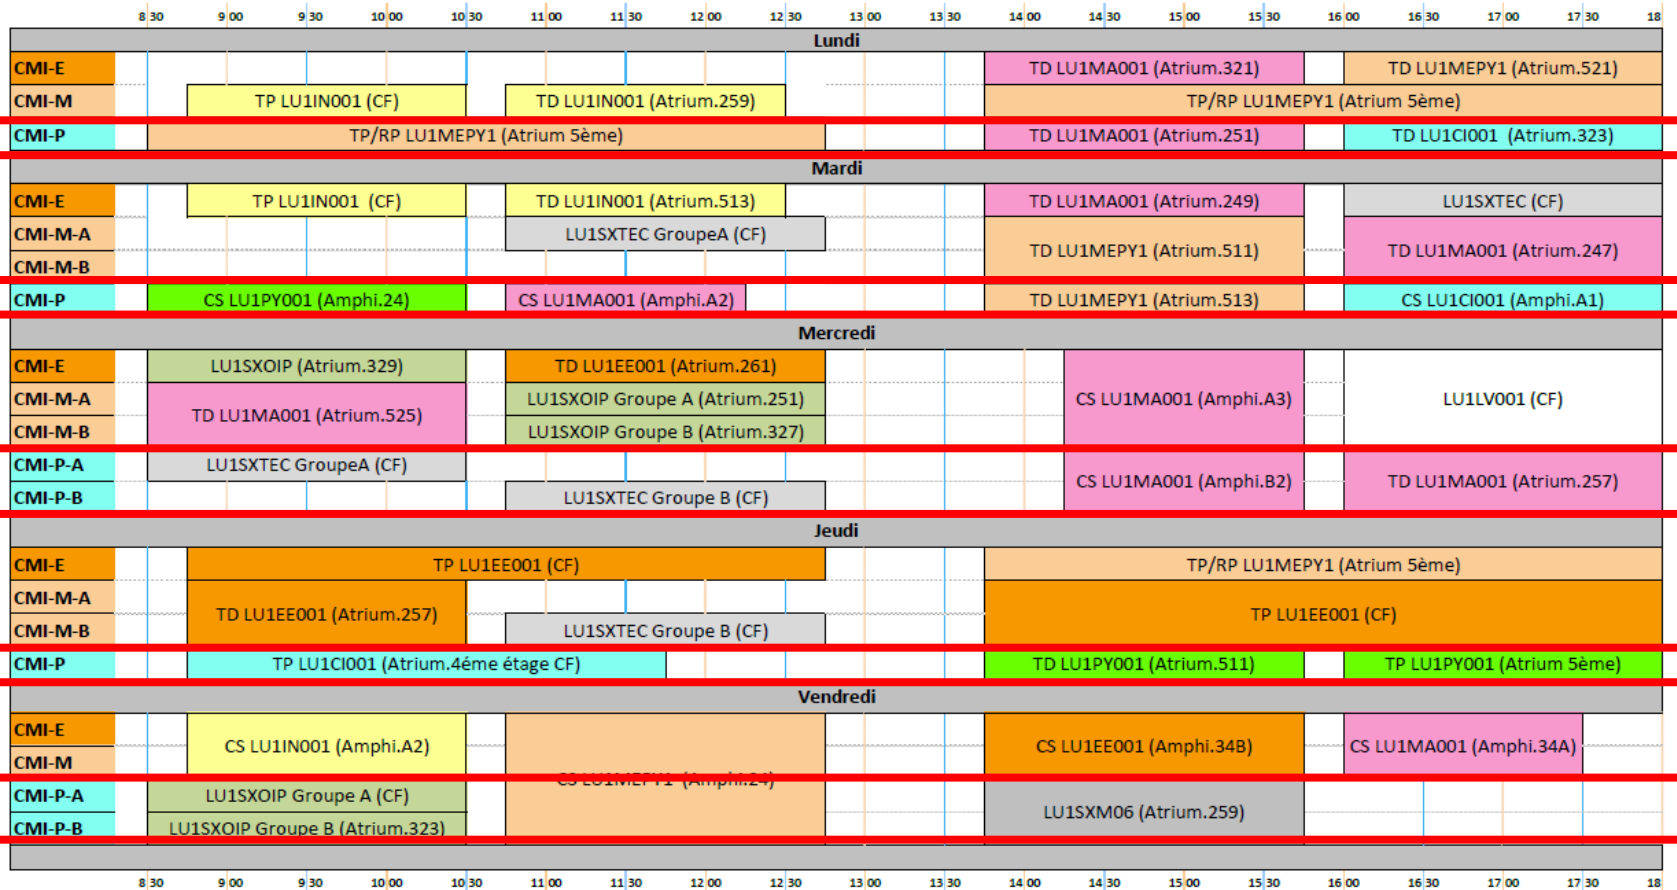 8 30 9 00 9 30 10 00 10 30 11 00 11 30 12 00 12 30 13 00 13 30 14 00 14 30 15 00 15 30 16 00 16 30 17 00 17 30 18
Lundi
CMI-E TD LU1MA001 (Atrium.321) TD LU1MEPY1 (Atrium.521)
CMI-M TP LU1IN001 (CF) TD LU1IN001 (Atrium.259) TP/RP LU1MEPY1 (Atrium 5ème)
CMI-P TP/RP LU1MEPY1 (Atrium 5ème) TD LU1MA001 (Atrium.251) TD LU1CI001 (Atrium.323)
Mardi
CMI-E TP LU1IN001 (CF) TD LU1IN001 (Atrium.513) TD LU1MA001 (Atrium.249) LU1SXTEC (CF)
CMI-M-A LU1SXTEC GroupeA (CF)
TD LU1MEPY1 (Atrium.511) TD LU1MA001 (Atrium.247)
CMI-M-B
CMI-P CS LU1PY001 (Amphi.24) CS LU1MA001 (Amphi.A2) TD LU1MEPY1 (Atrium.513) CS LU1CI001 (Amphi.A1)
Mercredi
CMI-E LU1SXOIP (Atrium.329) TD LU1EE001 (Atrium.261)
CMI-M-A LU1SXOIP Groupe A (Atrium.251) CS LU1MA001 (Amphi.A3) LU1LV001 (CF)
TD LU1MA001 (Atrium.525)
CMI-M-B LU1SXOIP Groupe B (Atrium.327)
CMI-P-A LU1SXTEC GroupeA (CF)
CS LU1MA001 (Amphi.B2) TD LU1MA001 (Atrium.257)
CMI-P-B LU1SXTEC Groupe B (CF)
Jeudi
CMI-E TP LU1EE001 (CF) TP/RP LU1MEPY1 (Atrium 5ème)
CMI-M-A
TD LU1EE001 (Atrium.257) TP LU1EE001 (CF)
CMI-M-B LU1SXTEC Groupe B (CF)
CMI-P TP LU1CI001 (Atrium.4éme étage CF) TD LU1PY001 (Atrium.511) TP LU1PY001 (Atrium 5ème)
Vendredi
CMI-E
CS LU1IN001 (Amphi.A2) CS LU1EE001 (Amphi.34B) CS LU1MA001 (Amphi.34A)
CMI-M
CS LU1MEPY1 (Amphi.24)
CMI-P-A LU1SXOIP Groupe A (CF)
LU1SXM06 (Atrium.259)
CMI-P-B LU1SXOIP Groupe B (Atrium.323)
8 30 9 00 9 30 10 00 10 30 11 00 11 30 12 00 12 30 13 00 13 30 14 00 14 30 15 00 15 30 16 00 16 30 17 00 17 30 18